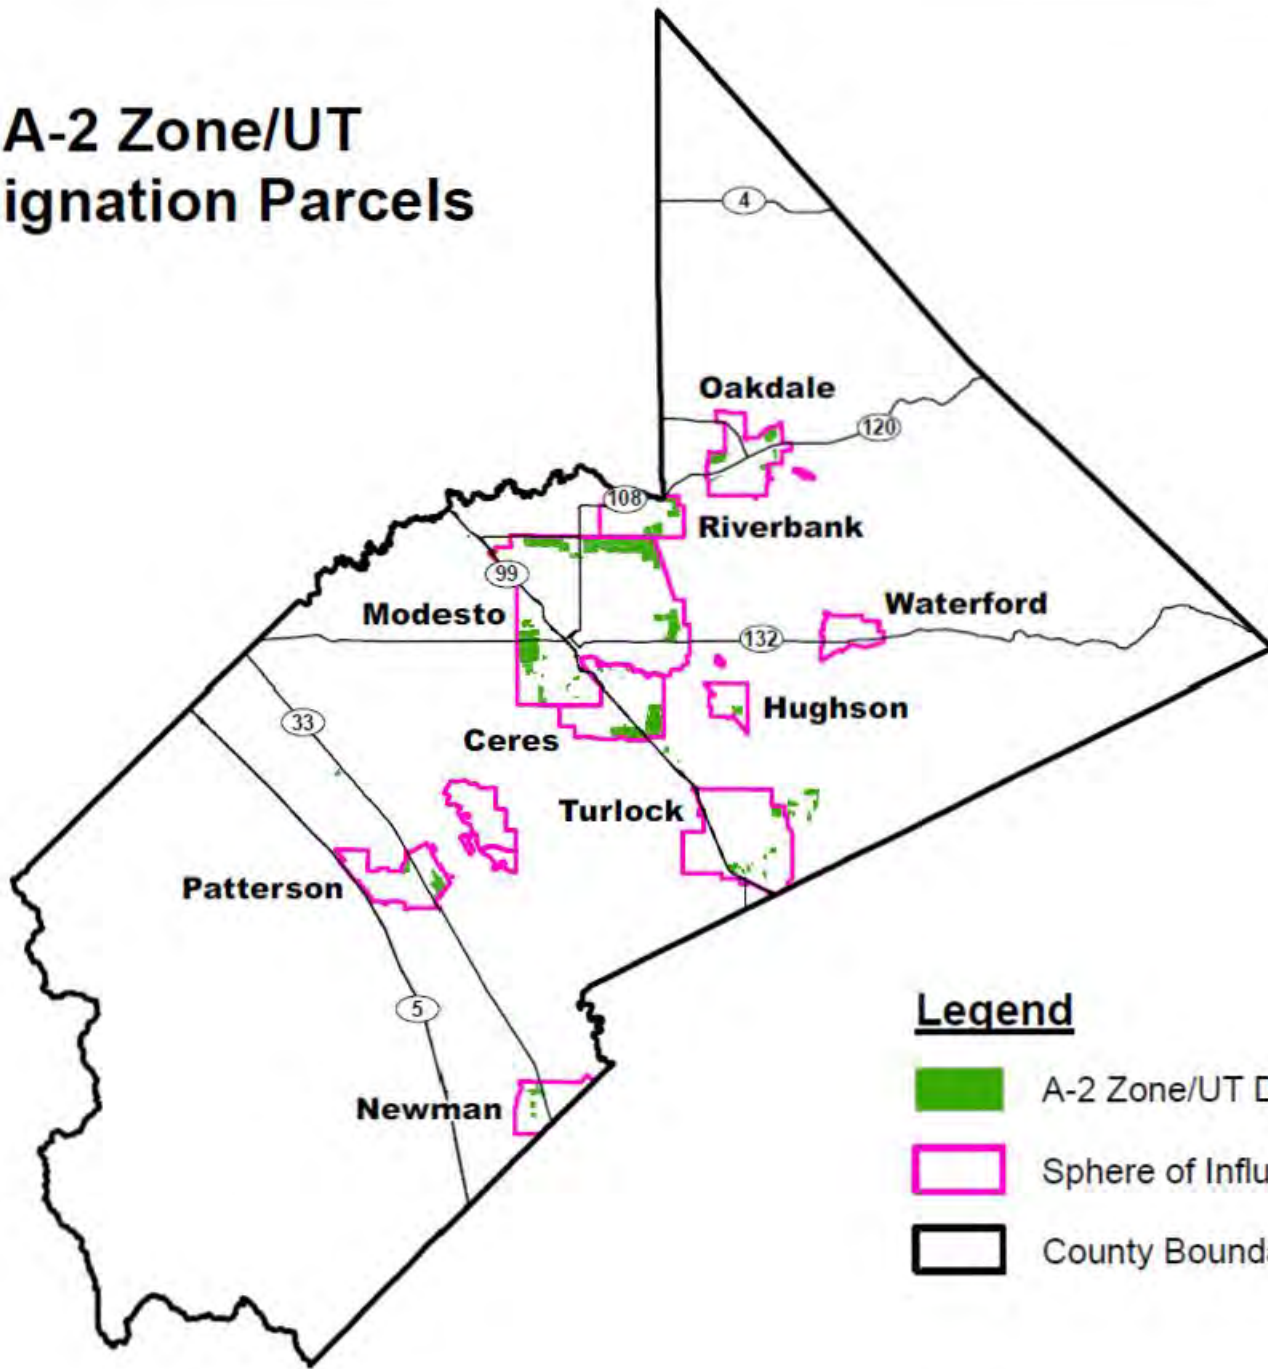 A-2 Zone/UT
ignation Parcels
4
Oakdale
120
108
Riverbank
99
Modesto
Waterford
132
33
Hughson
Ceres
Turlock
Patterson
5
Newman
Legend
A-2 Zone/UT D
Sphere of Influ
County Bounda